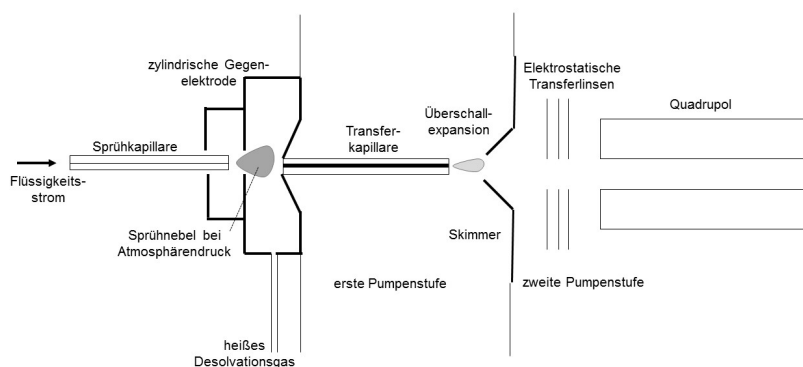 zylindrische Gegen-
elektrode
Elektrostatische
Transferlinsen
Überschall-
expansion
Quadrupol
Sprühkapillare
Transfer-
kapillare
Flüssigkeits-
strom
Sprühnebel bei
Atmosphärendruck
Skimmer
erste Pumpenstufe
zweite Pumpenstufe
heißes
Desolvationsgas